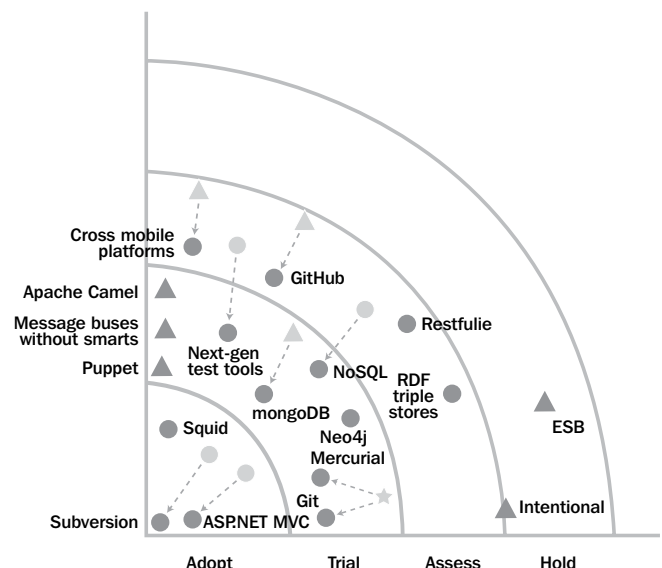 Cross mobile
platforms
GitHub
Apache Camel
Message buses
without smarts
Restfulie
Next-gen
test tools
Puppet
NoSQL
RDF
triple
stores
mongoDB
ESB
Squid
Neo4j
Mercurial
Git
Intentional
Subversion
ASP.NET MVC
Adopt
Trial
Assess
Hold